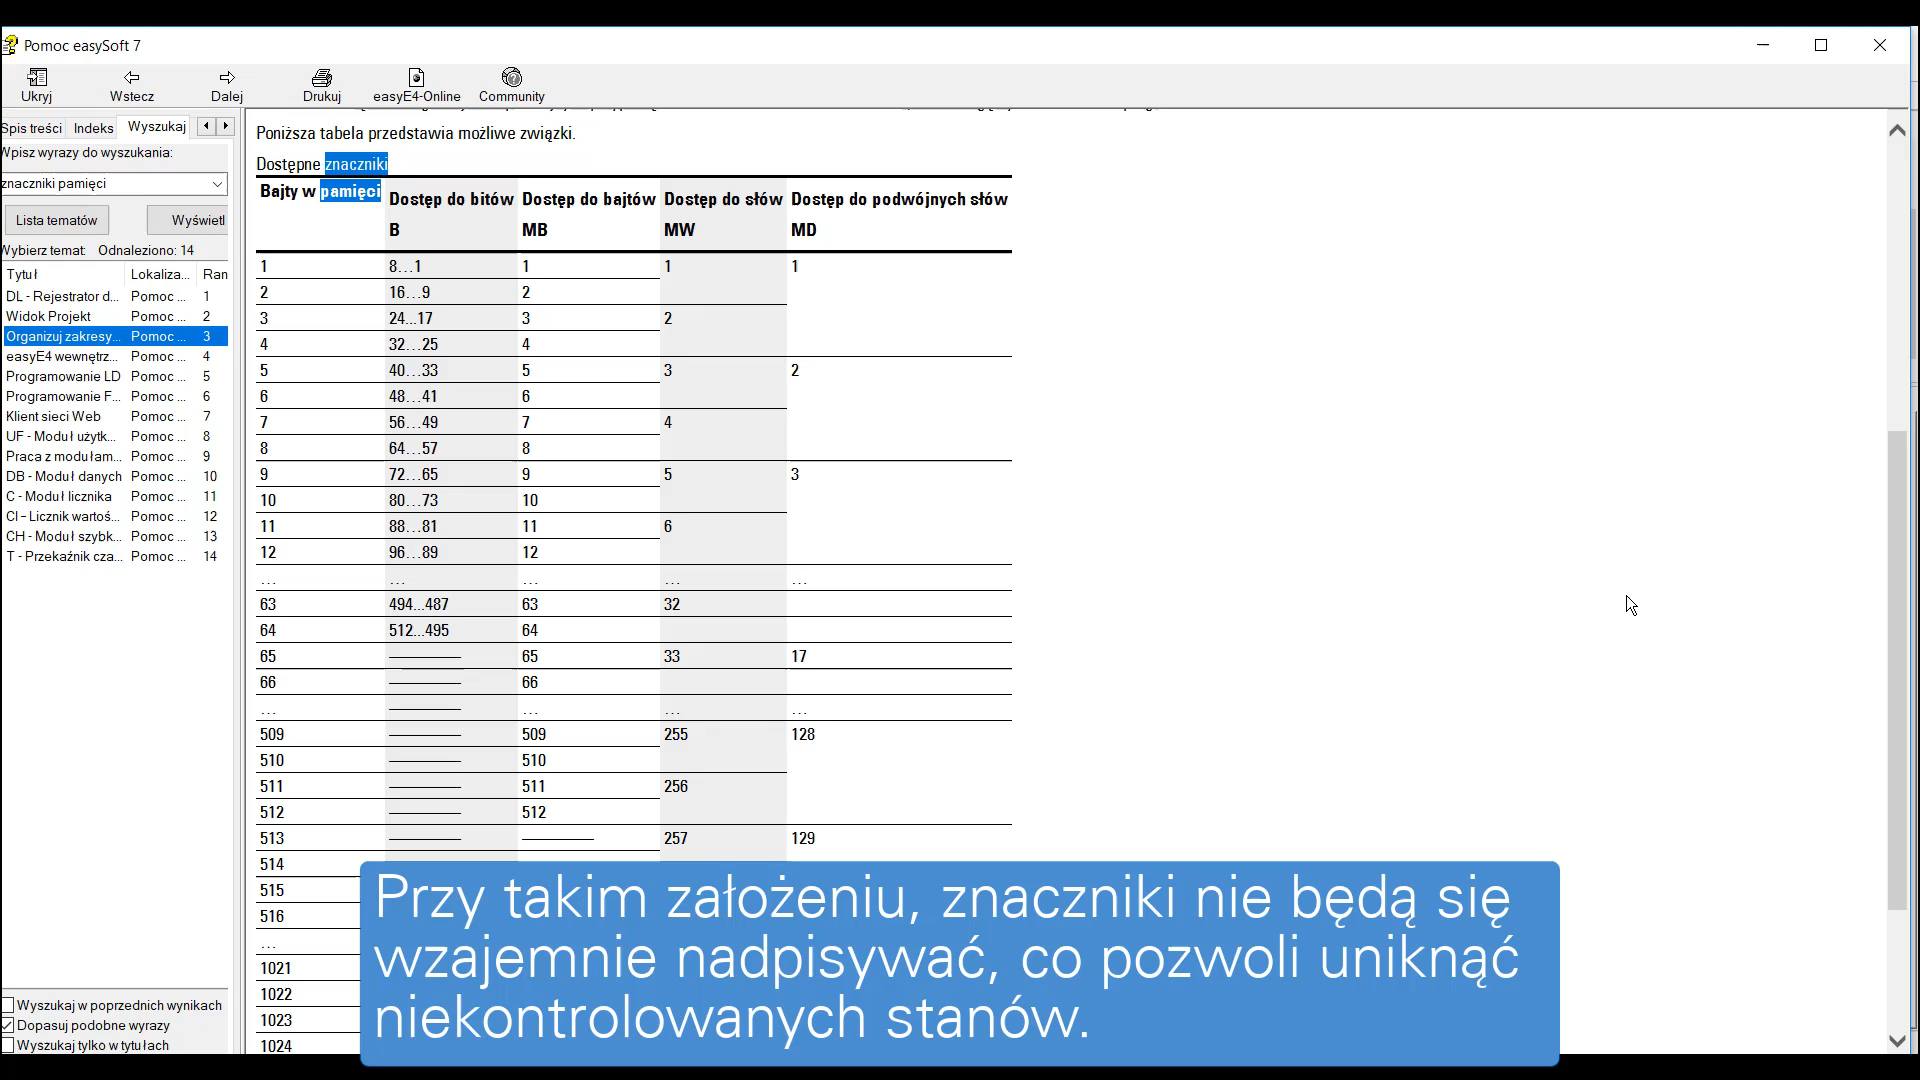 Pomoc easySoft 7
Ukryj Wstecz Dalej Drukuj easyE4-Online Community
Spis treści Indeks Wyszukaj
Wpisz wyrazy do wyszukania:
znaczniki pamięci
Lista tematów Wyświetl
Wybierz temat: Odnaleziono: 14
Tytuł Lokaliza... Ran
DL - Rejestrator d... Pomoc ... 1
Widok Projekt Pomoc ... 2
Organizuj zakresy... Pomoc ... 3
easyE4 wewnętrz... Pomoc ... 4
Programowanie LD Pomoc ... 5
Programowanie F... Pomoc ... 6
Klient sieci Web Pomoc ... 7
UF - Moduł użytk... Pomoc ... 8
Praca z modułam... Pomoc ... 9
DB - Moduł danych Pomoc ... 10
C - Moduł licznika Pomoc ... 11
CI - Licznik wartoś... Pomoc ... 12
CH - Moduł szybk... Pomoc ... 13
T - Przekaźnik cza... Pomoc ... 14
Wyszukaj w poprzednich wynikach
Dopasuj podobne wyrazy
Wyszukaj tylko w tytułach
Poniższa tabela przedstawia możliwe związki.
Dostępne znaczniki
Bajty w pamięci Dostęp do bitów Dostęp do bajtów Dostęp do słów Dostęp do podwójnych słów
B MB MW MD
1 8…1 1 1 1
2 16…9 2
3 24...17 3 2
4 32…25 4
5 40…33 5 3 2
6 48…41 6
7 56…49 7 4
8 64…57 8
9 72…65 9 5 3
10 80…73 10
11 88…81 11 6
12 96…89 12
… … … … …
63 494...487 63 32
64 512...495 64
65 65 33 17
66 66
… … … …
509 509 255 128
510 510
511 511 256
512 512
513 257 129
514
515
516
…
1021
1022
1023
1024
Przy takim założeniu, znaczniki nie będą się
wzajemnie nadpisywać, co pozwoli uniknąć
niekontrolowanych stanów.